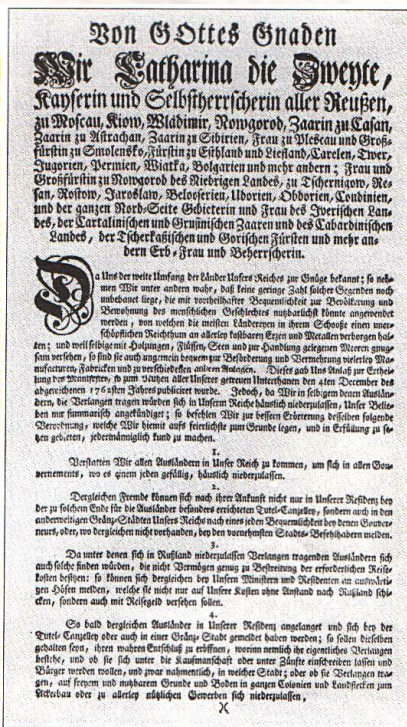 Von GOttes Gnaden
Wir Catharina die Zweyte,
Kayserin und Selbstherrscherin aller Reußen,
zu Moscau, Kiow, Wladimir, Nowgorod, Zaarin zu Casan,
Zaarin zu Astrachan, Zaarin zu Sibirien, Frau zu Plescau und Groß-
fürstin zu Smolensko, Fürstin zu Esthland und Liefland, Carelen, Twer,
Jugorien, Permien, Wiatka, Bolgarien und mehr andern; Frau und
Großfürstin zu Nowgorod des Niedrigen Landes, zu Tschernigow, Re-
san, Rostow, Jaroslaw, Beloserien, Udorien, Obdorien, Condinien,
und der ganzen Nord-Seite Gebieterin und Frau des Iwerischen Lan-
des, der Cartalinischen und Grusinischen Zaaren und des Cabardinischen
Landes, der Tscherkaßischen und Gorischen Fürsten und mehr an-
dern Erb-Frau und Beherrscherin.
Da Uns der weite Umfang der Länder Unsers Reiches zur Gnüge bekannt; so neh-
men Wir unter andern wahr, daß keine geringe Zahl solcher Gegenden noch
unbebauet liege, die mit vortheilhafter Bequemlichkeit zur Bevölkerung und
Bewohnung des menschlichen Geschlechtes nutzbarlichst könnte angewendet
werden, von welchen die meisten Ländereyen in ihrem Schooße einen uner-
schöpflichen Reichthum an allerley kostbaren Erzen und Metallen verborgen hal-
ten; und weil selbige mit Holzungen, Flüssen, Seen und zur Handlung gelegenen Meeren gnug-
sam versehen, so sind sie auch ungemein bequem zur Beförderung und Vermehrung vielerley Ma-
nufacturen, Fabricken und zu verschiedenen andern Anlagen. Dieses gab Uns Anlaß zur Erthei-
lung des Manifestes, so zum Nutzen aller Unserer getreuen Unterthanen den 4ten December des
abgewichenen 1762sten Jahres publiciret wurde. Jedoch, da Wir in selbigem denen Auslän-
dern, die Verlangen tragen würden sich in Unserm Reiche häuslich niederzulassen, Unser Belie-
ben nur summarisch angekündiget; so befehlen Wir zur bessern Erörterung desselben folgende
Verordnung, welche Wir hiemit aufs feierlichste zum Grunde legen, und in Erfüllung zu se-
tzen gebieten, jedermänniglich kund zu machen.
1.
Verstatten Wir allen Ausländern in Unser Reich zu kommen, um sich in allen Gou-
vernements, wo es einem jeden gefällig, häuslich niederzulassen.
2.
Dergleichen Fremde können sich nach ihrer Ankunft nicht nur in Unserer Residenz bey
der zu solchem Ende für die Ausländer besonders errichteten Tutel-Canzelley, sondern auch in den
anderweitigen Gränz-Städten Unsers Reichs nach eines jeden Bequemlichkeit bey denen Gouver-
neurs, oder, wo dergleichen nicht vorhanden, bey den vornehmsten Stadts-Befehlshabern melden.
3.
Da unter denen sich in Rußland niederzulassen Verlangen tragenden Ausländern sich
auch solche finden würden, die nicht Vermögen genug zu Bestreitung der erforderlichen Reise-
kosten besitzen: so können sich dergleichen bey Unsern Ministern und Residenten an auswärti-
gen Höfen melden, welche sie nicht nur auf Unsere Kosten ohne Anstand nach Rußland schi-
cken, sondern auch mit Reisegeld versehen sollen.
4.
So bald dergleichen Ausländer in Unserer Residenz angelanget und sich bey der
Tutel-Canzelley oder auch in einer Gränz-Stadt gemeldet haben werden; so sollen dieselben
gehalten seyn, ihren wahren Entschluß zu eröffnen, worinn nemlich ihr eigentliches Verlangen
bestehe, und ob sie sich unter die Kaufmanschaft oder unter Zünfte einschreiben lassen und
Bürger werden wollen, und zwar nahmentlich, in welcher Stadt; oder ob sie Verlangen tra-
gen, auf freyem und nutzbarem Grunde und Boden in ganzen Colonien und Landflecken zum
Ackerbau oder zu allerley nützlichen Gewerben sich niederzulassen,